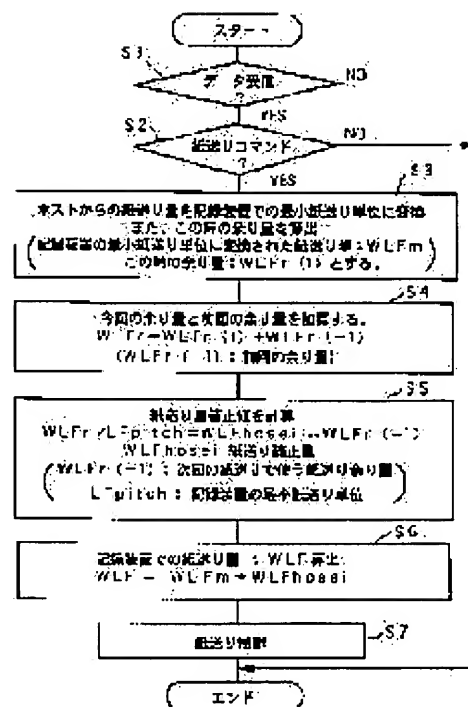 スタート
S1
データ受信
?
NO
YES
S2
紙送りコマンド
?
NO
YES
S3
ホストからの紙送り量を記録装置での最小紙送り単位に変換
また、この時の余り量を算出
記録装置の最小紙送り単位に変換された紙送り量:WLFm
この時の余り量:WLFr (1) とする。
S4
今回の余り量と前回の余り量を加算する。
WLFr=WLFr (1) +WLFr (-1)
(WLFr (-1) : 前回の余り量)
S5
紙送り量補正値を計算
WLFr/LFpitch=WLFhosei...WLFr (-1)
WLFhosei 紙送り補正量
WLFr (-1) : 次回の紙送りで使う紙送り余り量
LFpitch : 記録装置の最小紙送り単位
S6
記録装置での紙送り量 : WLF算出
WLF = WLFm+WLFhosei
紙送り制御
S7
エンド